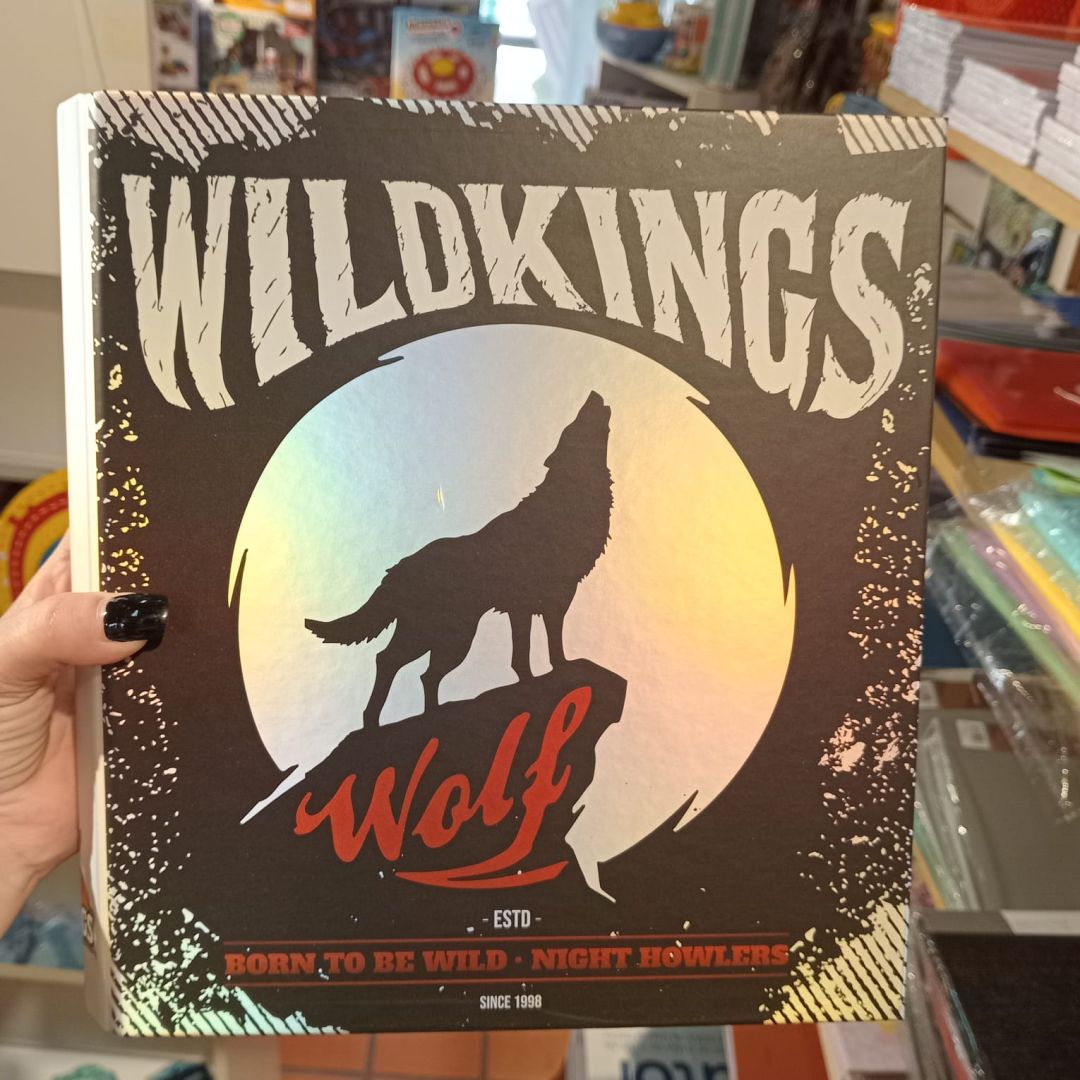 WILDKINGS
Wolf
- ESTD -
BORN TO BE WILD · NIGHT HOWLERS
SINCE 1998